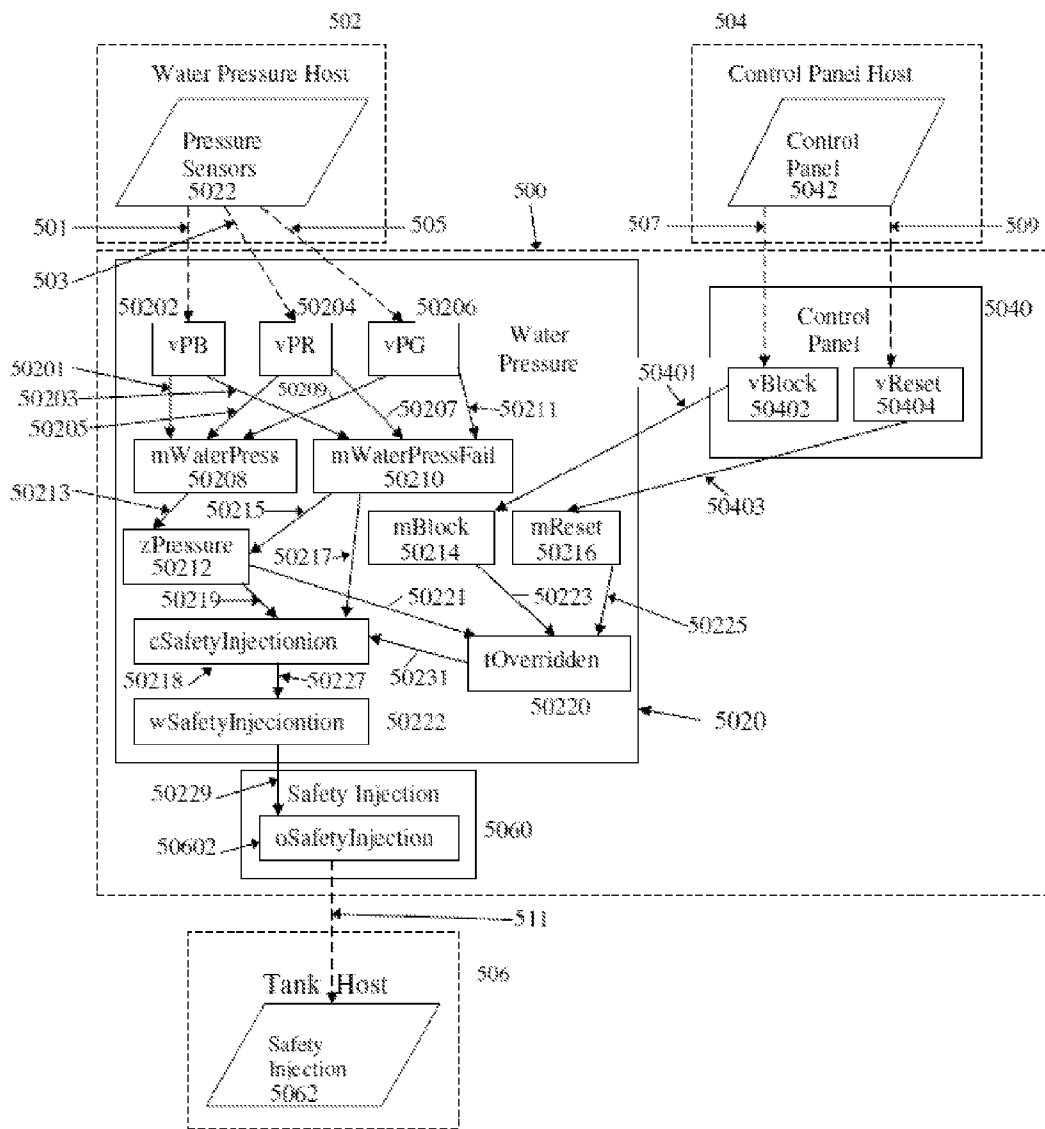 502
504
Water Pressure Host
Control Panel Host
Pressure
Sensors
5022
Control
Panel
5042
500
501
505
507
509
503
50202
50204
50206
5040
Control
Panel
Water
Pressure
vPB
vPR
vPG
50201
50401
vBlock
50402
vReset
50404
50203
50209
50207
50211
50205
mWaterPress
50208
mWaterPressFail
50210
50213
50215
50403
mBlock
50214
mReset
50216
zPressure
50212
50217
50219
50221
50223
50225
cSafetyInjectionion
tOverridden
50218
50227
50231
50220
wSafetyInjeciontion
50222
5020
50229
Safety Injection
5060
50602
oSafetyInjection
511
506
Tank Host
Safety
Injection
5062